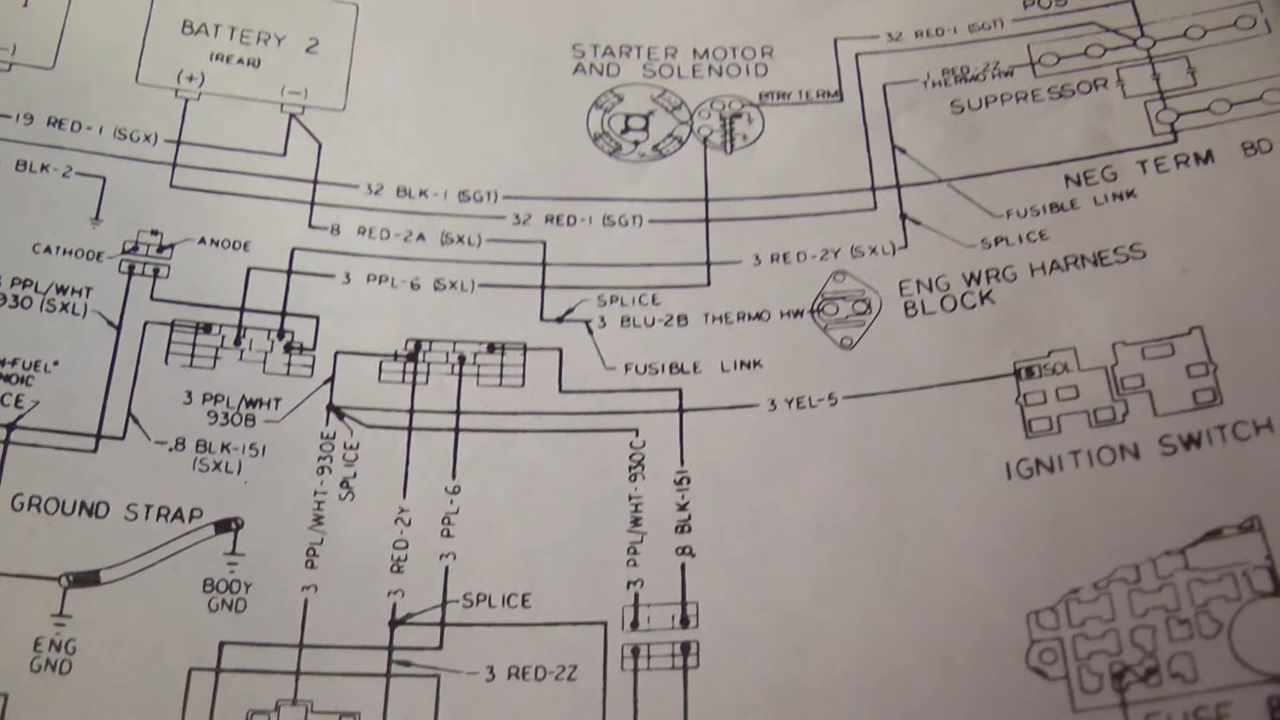 BATTERY 2
(REAR)
(+)
(-)
STARTER MOTOR
AND SOLENOID
BTRY TERM
32 RED-1 (SGT)
POS
1 RED-2Z
THERMO HW
SUPPRESSOR
NEG TERM BD
19 RED-1 (SGX)
BLK-2
32 BLK-1 (SGT)
32 RED-1 (SGT)
FUSIBLE LINK
SPLICE
8 RED-2A (SXL)
3 RED-2Y (SXL)
CATHODE
ANODE
3 PPL-6 (SXL)
ENG WRG HARNESS
BLOCK
PPL/WHT
930 (SXL)
SPLICE
3 BLU-2B THERMO HW
FUSIBLE LINK
SOL
3 PPL/WHT
930B
3 YEL-5
.8 BLK-151
(SXL)
IGNITION SWITCH
3 PPL/WHT-930E
SPLICE
3 RED-2Y
3 PPL-6
3 PPL/WHT-930C
.8 BLK-151
GROUND STRAP
BODY
GND
ENG
GND
SPLICE
3 RED-2Z